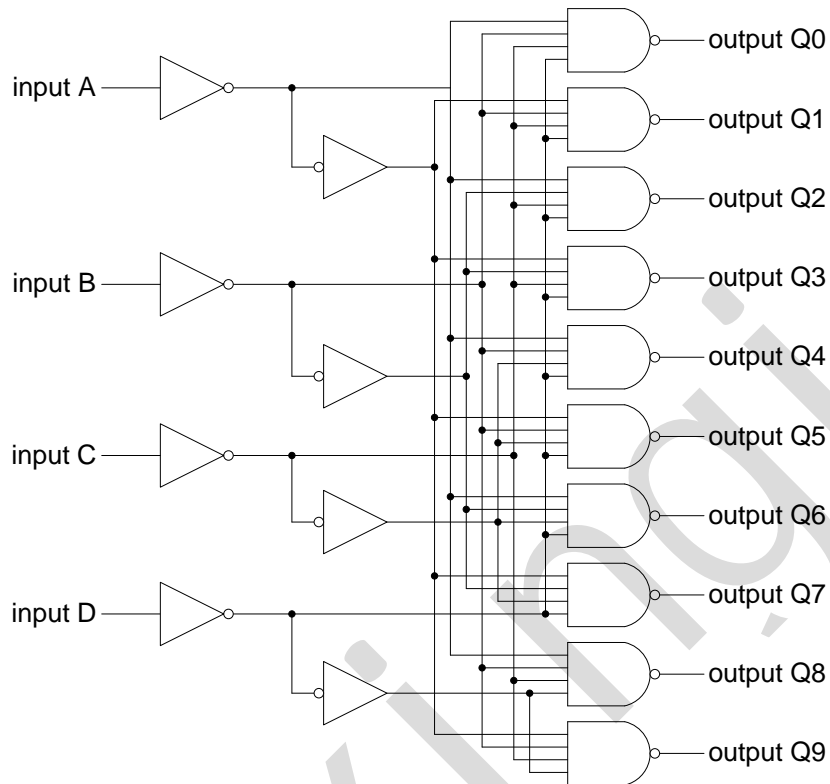 input A
output Q0
output Q1
output Q2
input B
output Q3
output Q4
input C
output Q5
output Q6
input D
output Q7
output Q8
output Q9